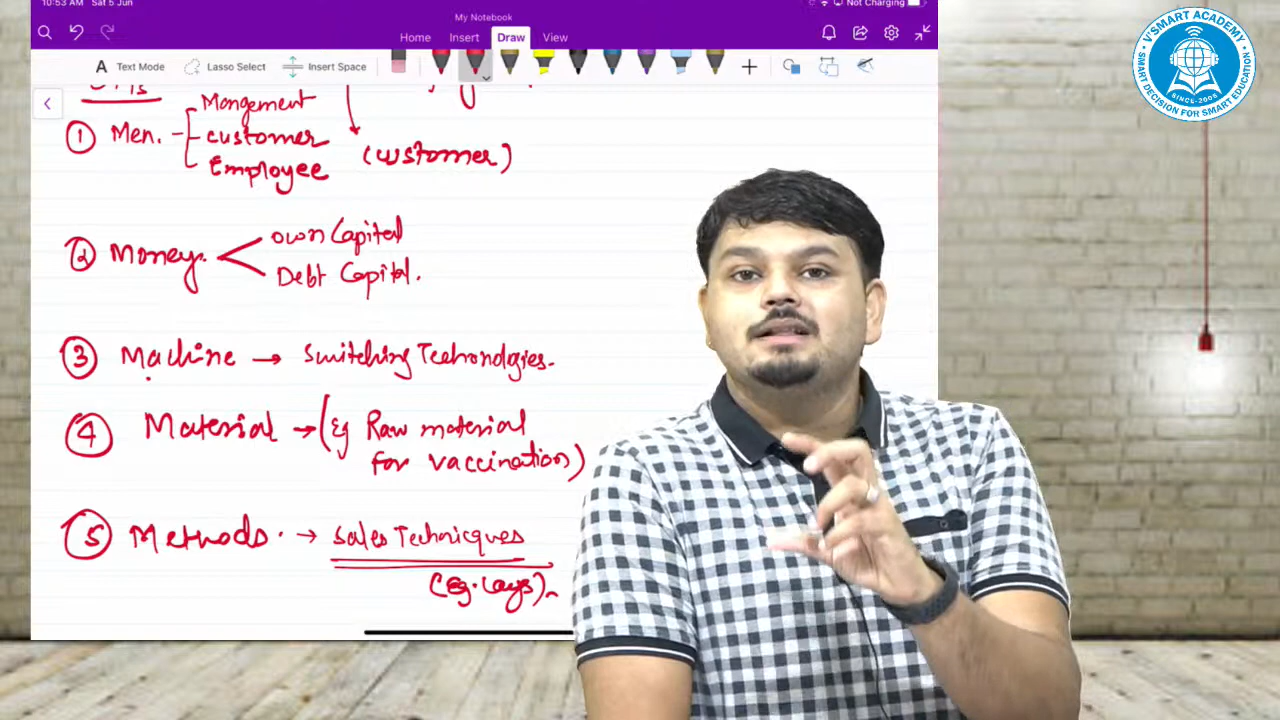 10:53 AM Sat 5 Jun
Not Charging
My Notebook
Home Insert Draw View
Text Mode Lasso Select Insert Space
① Men. Mangement
customer
Employee
(customer)
② Money. own Capital
Debt Capital.
③ Machine → Switching Technologies.
④ Material → (Eg Raw material
for vaccination)
⑤ Methods. → Sales Techniques
(Eg. Lays).
V'SMART ACADEMY
SINCE-2008
SMART DECISION FOR SMART EDUCATION